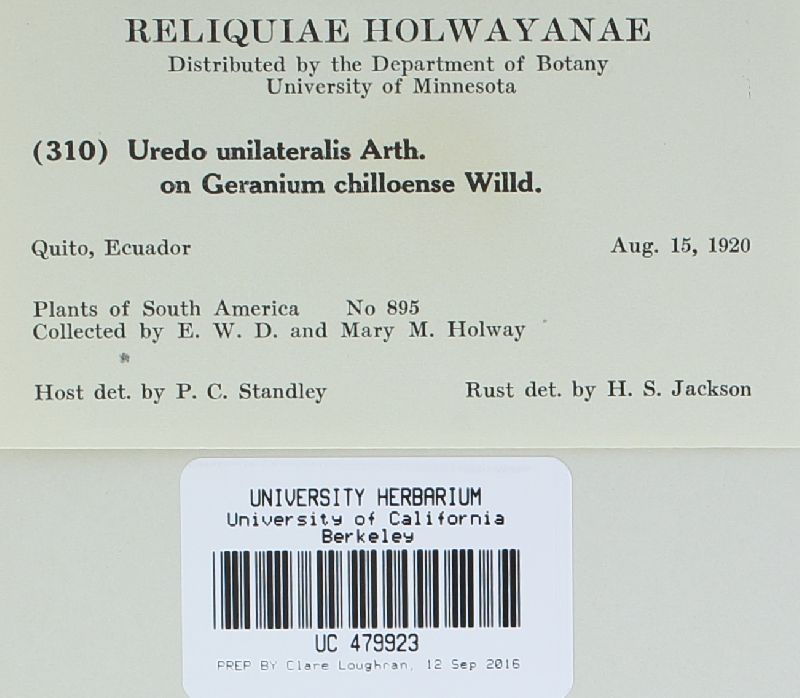 RELIQUIAE HOLWAYANAE
Distributed by the Department of Botany
University of Minnesota
(310) Uredo unilateralis Arth.
on Geranium chilloense Willd.
Quito, Ecuador Aug. 15, 1920
Plants of South America No 895
Collected by E. W. D. and Mary M. Holway
Host det. by P. C. Standley Rust det. by H. S. Jackson
UNIVERSITY HERBARIUM
University of California
Berkeley
UC 479923
PREP BY Clare Loughran, 12 Sep 2016